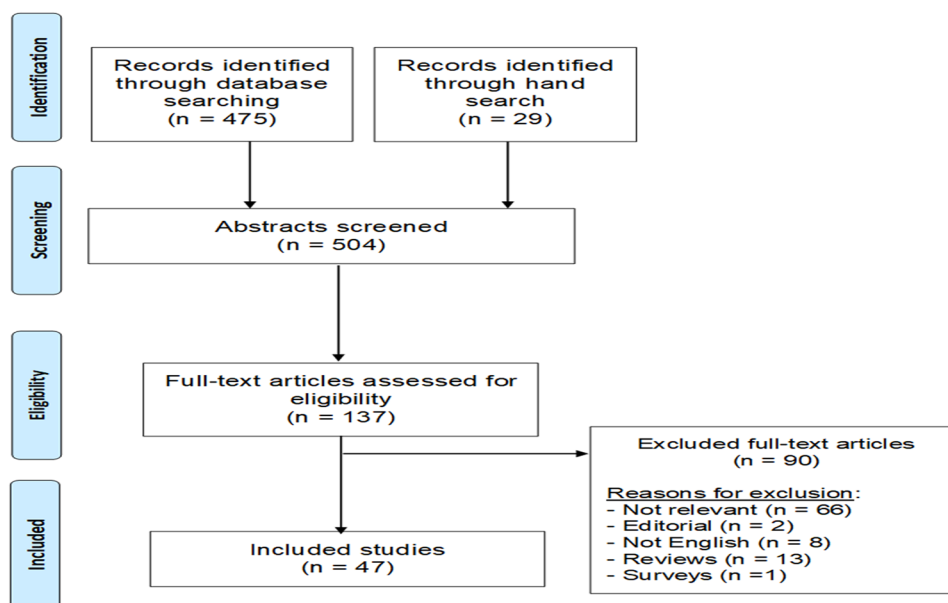 Identification
Records identified
through database
searching
(n = 475)
Records identified
through hand
search
(n = 29)
Screening
Abstracts screened
(n = 504)
Eligibility
Full-text articles assessed for
eligibility
(n = 137)
Excluded full-text articles
(n = 90)
Reasons for exclusion:
- Not relevant (n = 66)
- Editorial (n = 2)
- Not English (n = 8)
- Reviews (n = 13)
- Surveys (n =1)
Included
Included studies
(n = 47)